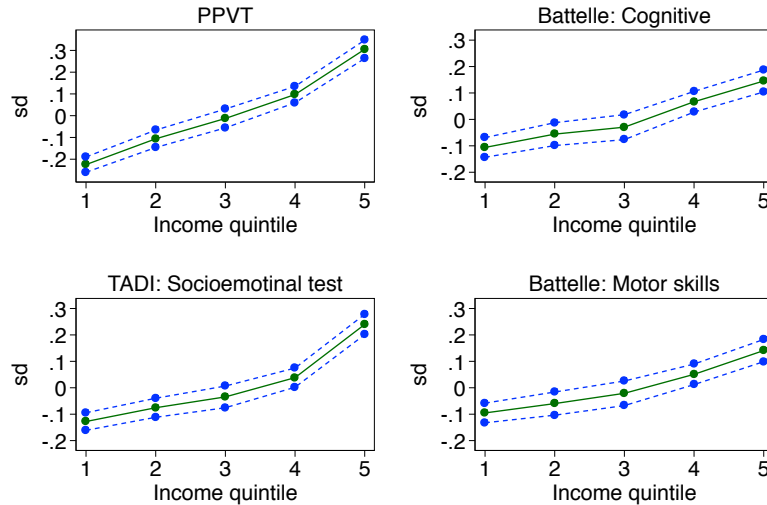 PPVT
sd
.3
.2
.1
0
-.1
-.2
1 2 3 4 5
Income quintile
Battelle: Cognitive
sd
.3
.2
.1
0
-.1
-.2
1 2 3 4 5
Income quintile
TADI: Socioemotinal test
sd
.3
.2
.1
0
-.1
-.2
1 2 3 4 5
Income quintile
Battelle: Motor skills
sd
.3
.2
.1
0
-.1
-.2
1 2 3 4 5
Income quintile